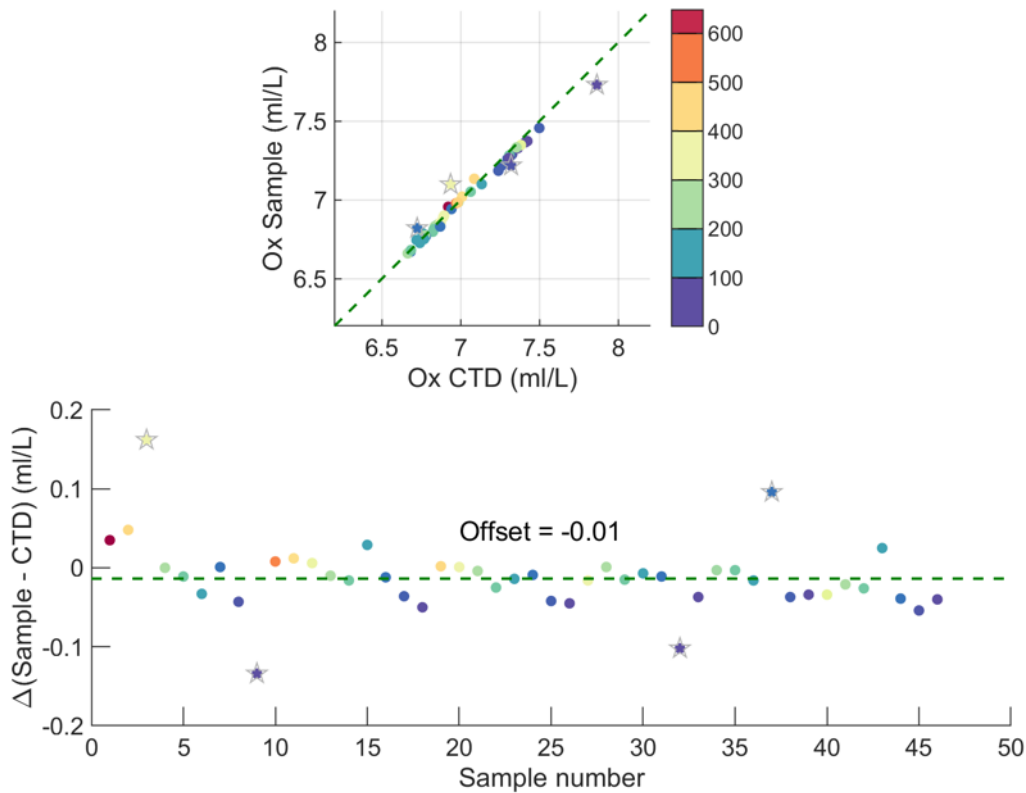 8
7.5
7
6.5
Ox Sample (ml/L)
6.5 7 7.5 8
Ox CTD (ml/L)
600
500
400
300
200
100
0
0.2
0.1
0
-0.1
-0.2
Δ(Sample - CTD) (ml/L)
Offset = -0.01
0 5 10 15 20 25 30 35 40 45 50
Sample number